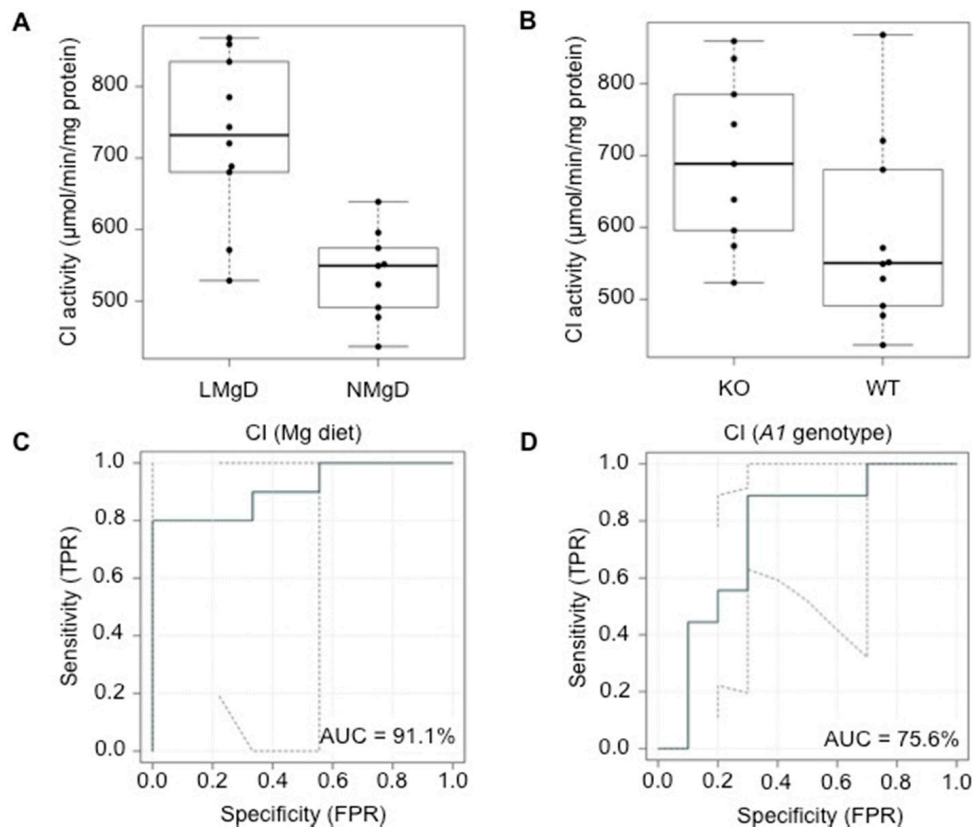 A
CI activity (µmol/min/mg protein)
800
700
600
500
LMgD NMgD
B
CI activity (µmol/min/mg protein)
800
700
600
500
KO WT
C
CI (Mg diet)
Sensitivity (TPR)
1.0
0.8
0.6
0.4
0.2
0.0
AUC = 91.1%
0.0 0.2 0.4 0.6 0.8 1.0
Specificity (FPR)
D
CI (A1 genotype)
Sensitivity (TPR)
1.0
0.8
0.6
0.4
0.2
0.0
AUC = 75.6%
0.0 0.2 0.4 0.6 0.8 1.0
Specificity (FPR)